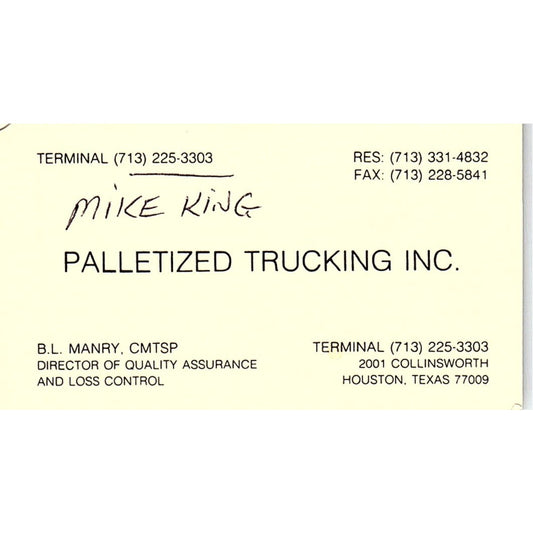 TERMINAL (713) 225-3303
RES: (713) 331-4832
FAX: (713) 228-5841
MIKE KING
PALLETIZED TRUCKING INC.
B.L. MANRY, CMTSP
DIRECTOR OF QUALITY ASSURANCE
AND LOSS CONTROL
TERMINAL (713) 225-3303
2001 COLLINSWORTH
HOUSTON, TEXAS 77009